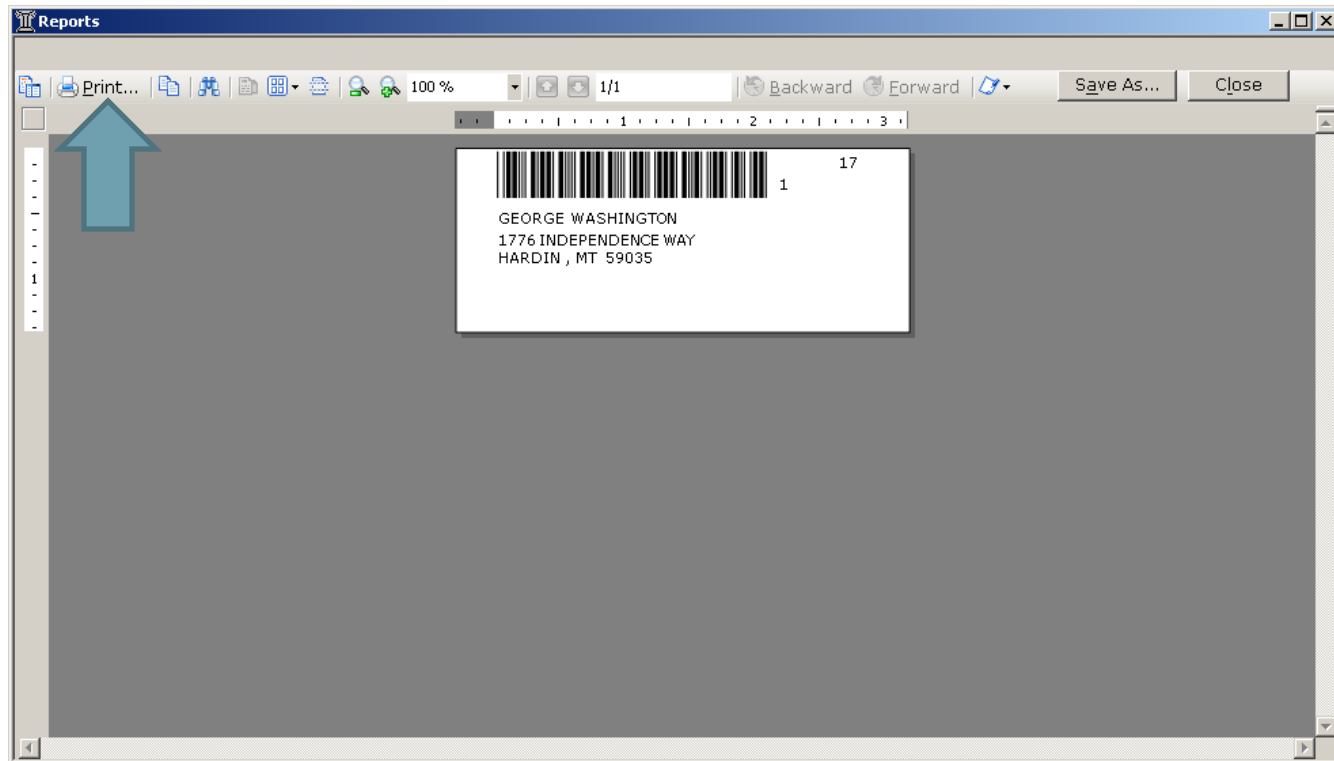 Reports
Print... 100 % 1/1 Backward Forward Save As... Close
1 2 3
1
17
1
GEORGE WASHINGTON
1776 INDEPENDENCE WAY
HARDIN , MT 59035